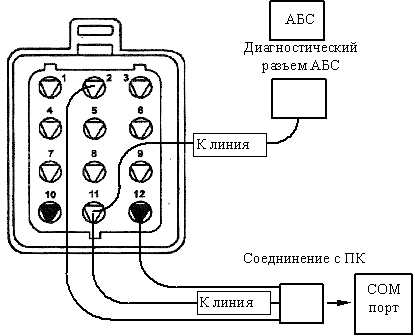 АБС
Диагностический
разъем АБС
1 2 3
4 5 6
К линия
7 8 9
10 11 12
Соеднинение с ПК
К линия
COM
порт